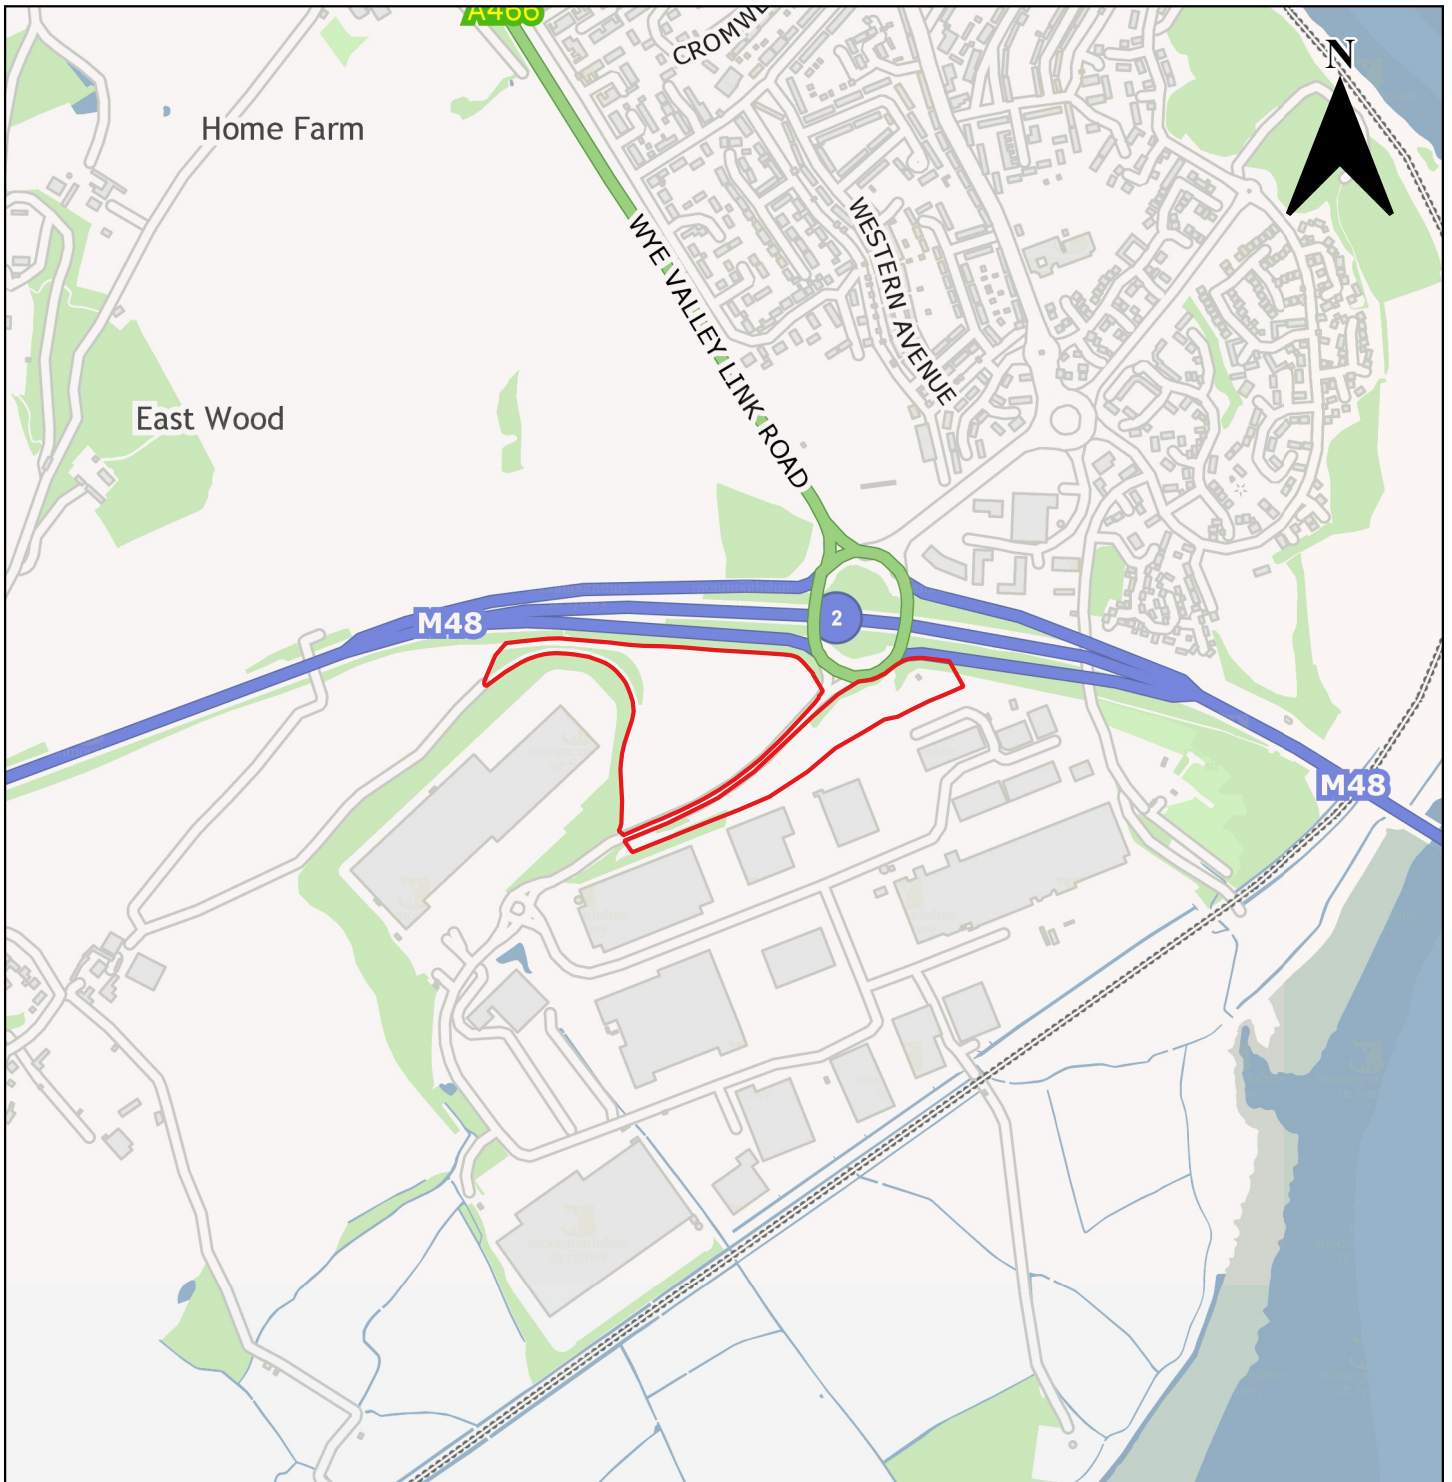 A466
CROMWE
N
Home Farm
WYE VALLEY LINK ROAD
WESTERN AVENUE
East Wood
M48
2
M48